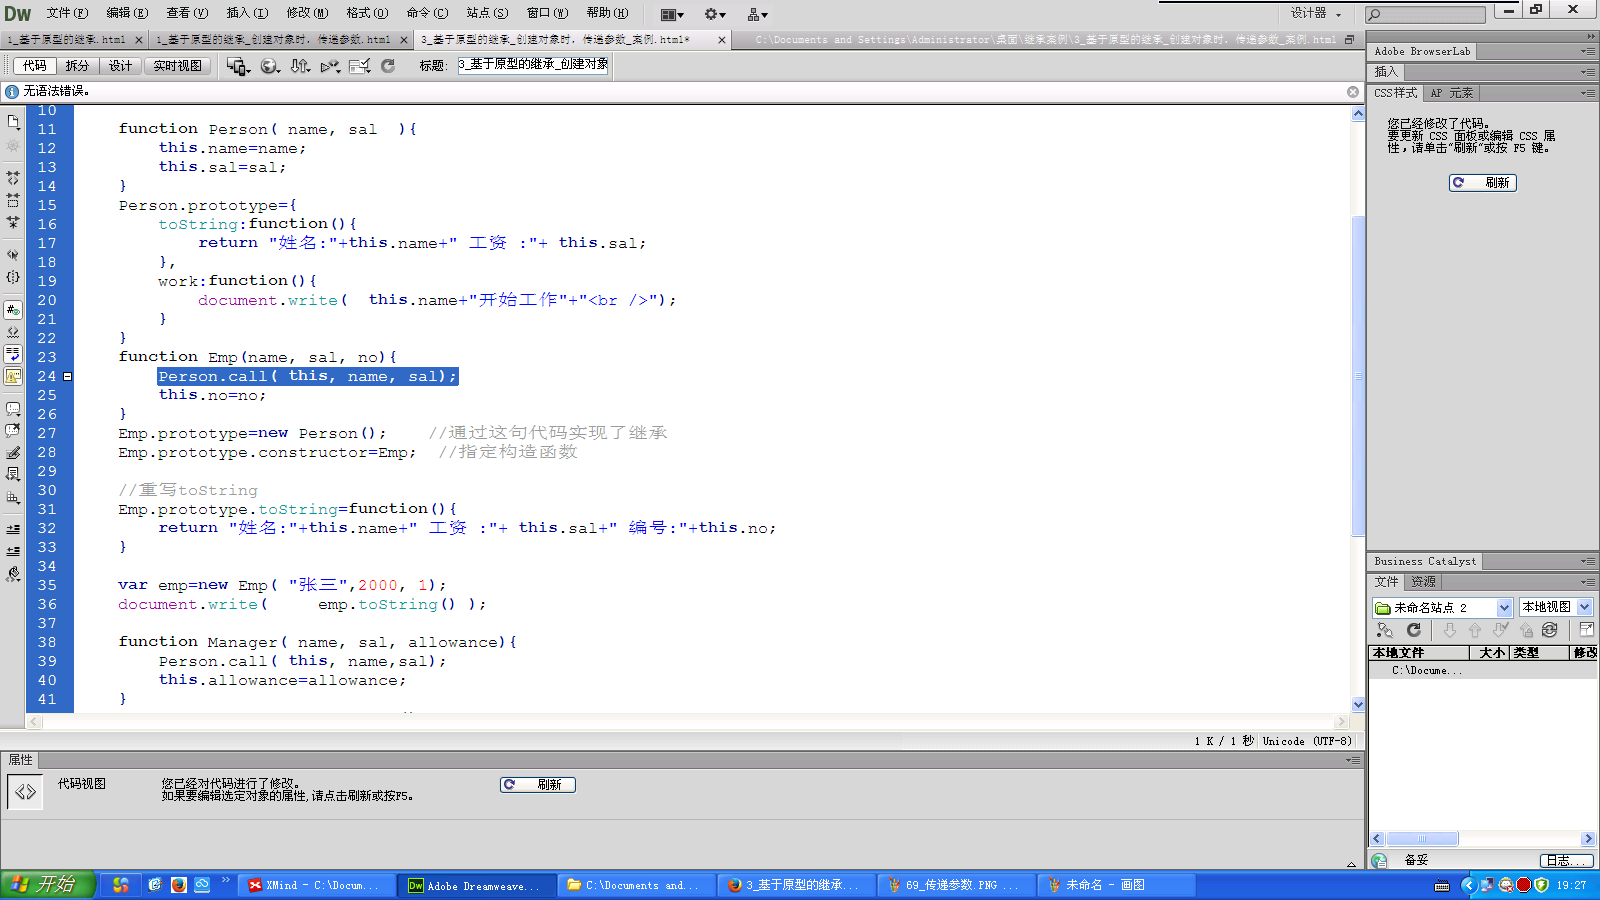 Dw 文件(F) 编辑(E) 查看(V) 插入(I) 修改(M) 格式(O) 命令(C) 站点(S) 窗口(W) 帮助(H) 设计器
1_基于原型的继承.html 1_基于原型的继承_创建对象时，传递参数.html 3_基于原型的继承_创建对象时，传递参数_案例.html* C:\Documents and Settings\Administrator\桌面\继承案例\3_基于原型的继承_创建对象时，传递参数_案例.html
代码 拆分 设计 实时视图 标题: 3_基于原型的继承_创建对象
无语法错误。
10
11 function Person( name, sal  ){
12 this.name=name;
13 this.sal=sal;
14 }
15 Person.prototype={
16 toString:function(){
17 return "姓名:"+this.name+" 工资 :"+ this.sal;
18 },
19 work:function(){
20 document.write(  this.name+"开始工作"+"<br />");
21 }
22 }
23 function Emp(name, sal, no){
24 Person.call( this, name, sal);
25 this.no=no;
26 }
27 Emp.prototype=new Person();    //通过这句代码实现了继承
28 Emp.prototype.constructor=Emp;  //指定构造函数
29
30 //重写toString
31 Emp.prototype.toString=function(){
32 return "姓名:"+this.name+" 工资 :"+ this.sal+" 编号:"+this.no;
33 }
34
35 var emp=new Emp( "张三",2000, 1);
36 document.write(     emp.toString() );
37
38 function Manager( name, sal, allowance){
39 Person.call( this, name,sal);
40 this.allowance=allowance;
41 }
1 K / 1 秒 Unicode (UTF-8)
属性
代码视图
您已经对代码进行了修改。
如果要编辑选定对象的属性,请点击刷新或按F5。
刷新
Adobe BrowserLab
插入
CSS样式 AP 元素
您已经修改了代码。
要更新 CSS 面板或编辑 CSS 属
性，请单击“刷新”或按 F5 键。
刷新
Business Catalyst
文件 资源
未命名站点 2 本地视图
本地文件 大小 类型 修改
C:\Docume...
备妥 日志...
开始 XMind - C:\Docum... Adobe Dreamweave... C:\Documents and... 3_基于原型的继承... 69_传递参数.PNG ... 未命名 - 画图 19:27